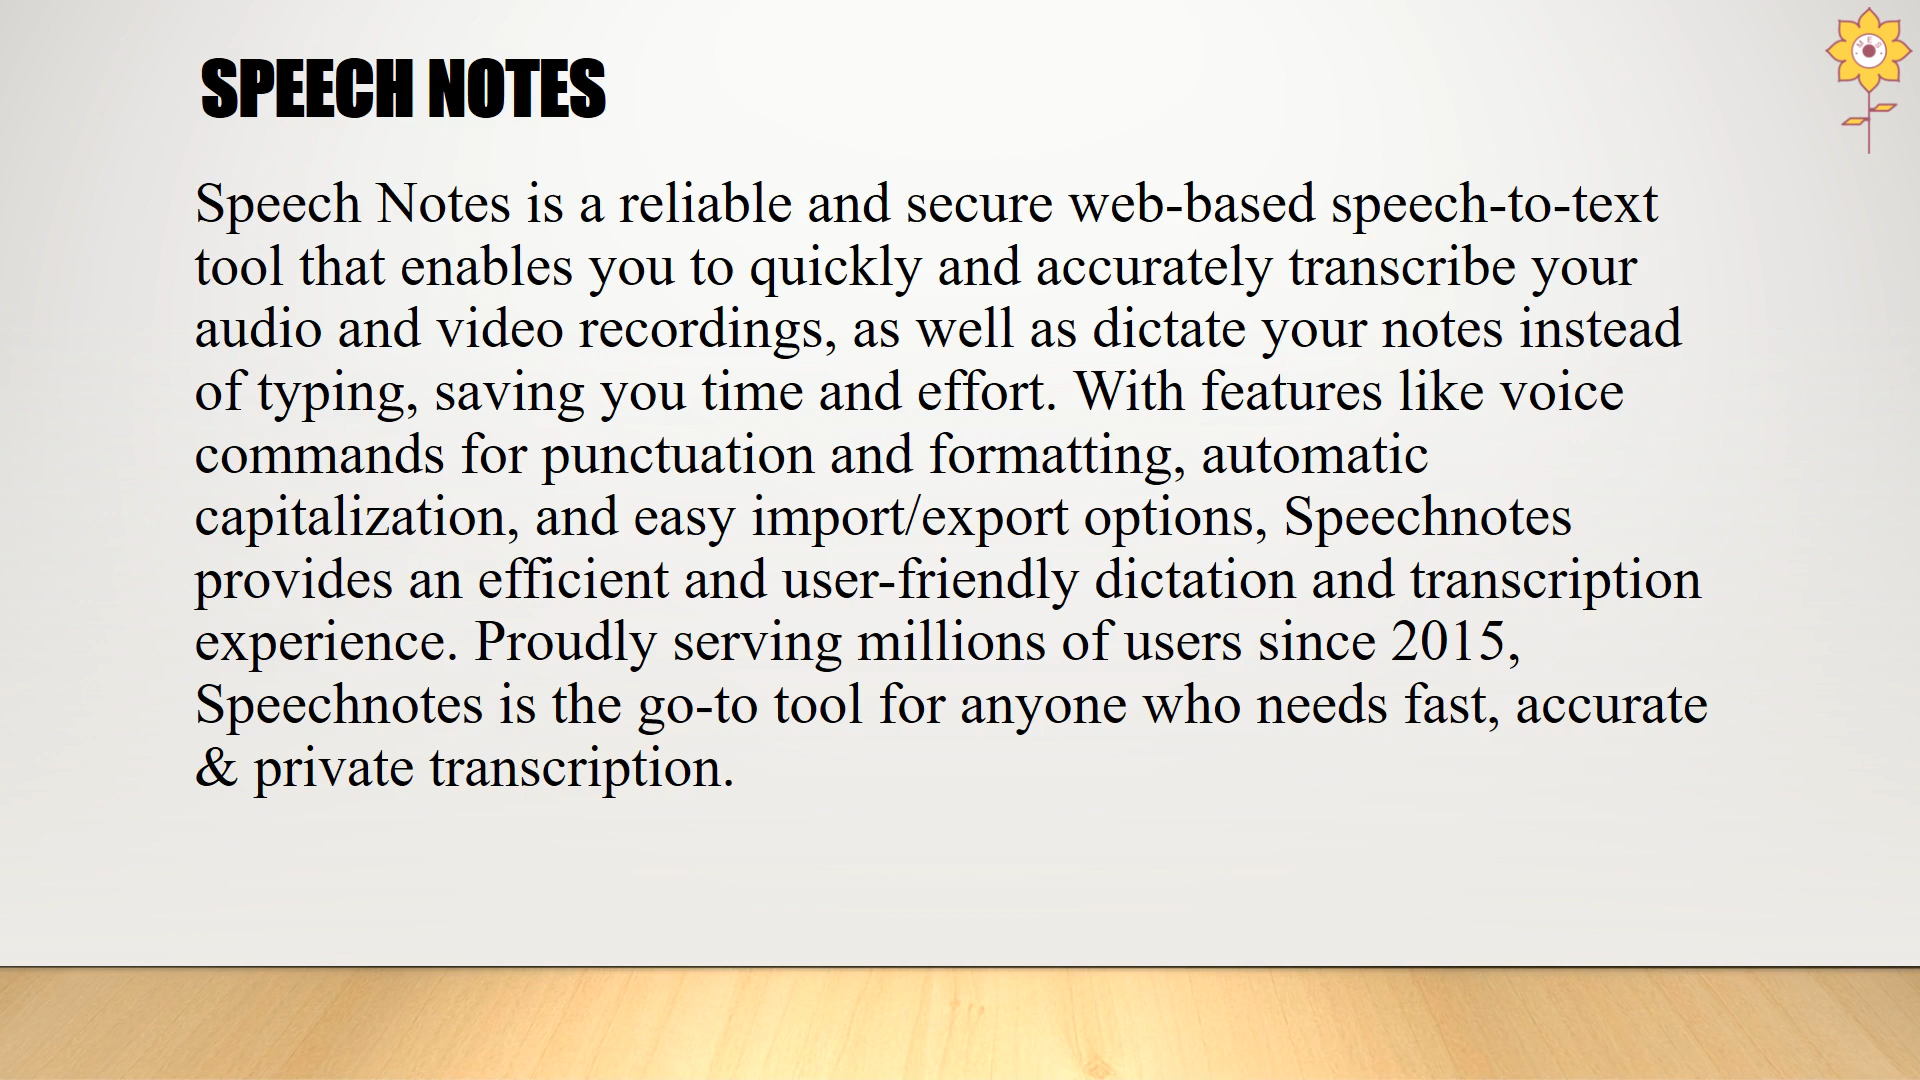 MES
SPEECH NOTES
Speech Notes is a reliable and secure web-based speech-to-text
tool that enables you to quickly and accurately transcribe your
audio and video recordings, as well as dictate your notes instead
of typing, saving you time and effort. With features like voice
commands for punctuation and formatting, automatic
capitalization, and easy import/export options, Speechnotes
provides an efficient and user-friendly dictation and transcription
experience. Proudly serving millions of users since 2015,
Speechnotes is the go-to tool for anyone who needs fast, accurate
& private transcription.